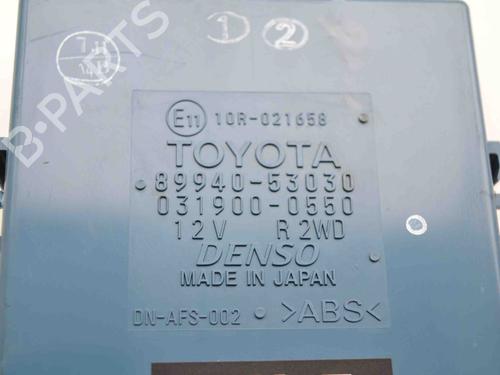 1 2
E11 10R-021658
TOYOTA
89940-53030
031900-0550
12V R 2WD
DENSO
MADE IN JAPAN
DN-AFS-002 >ABS<
B-PARTS